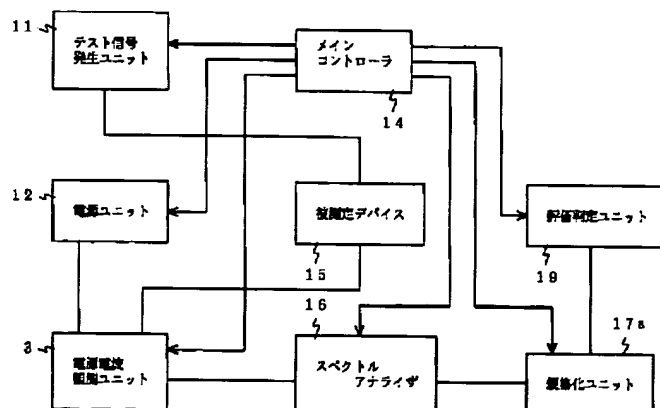 11
テスト信号
発生ユニット
メイン
コントローラ
14
12
電源ユニット
被測定デバイス
15
評価判定ユニット
19
16
17a
3
電源電流
観測ユニット
スペクトル
アナライザ
ユニット